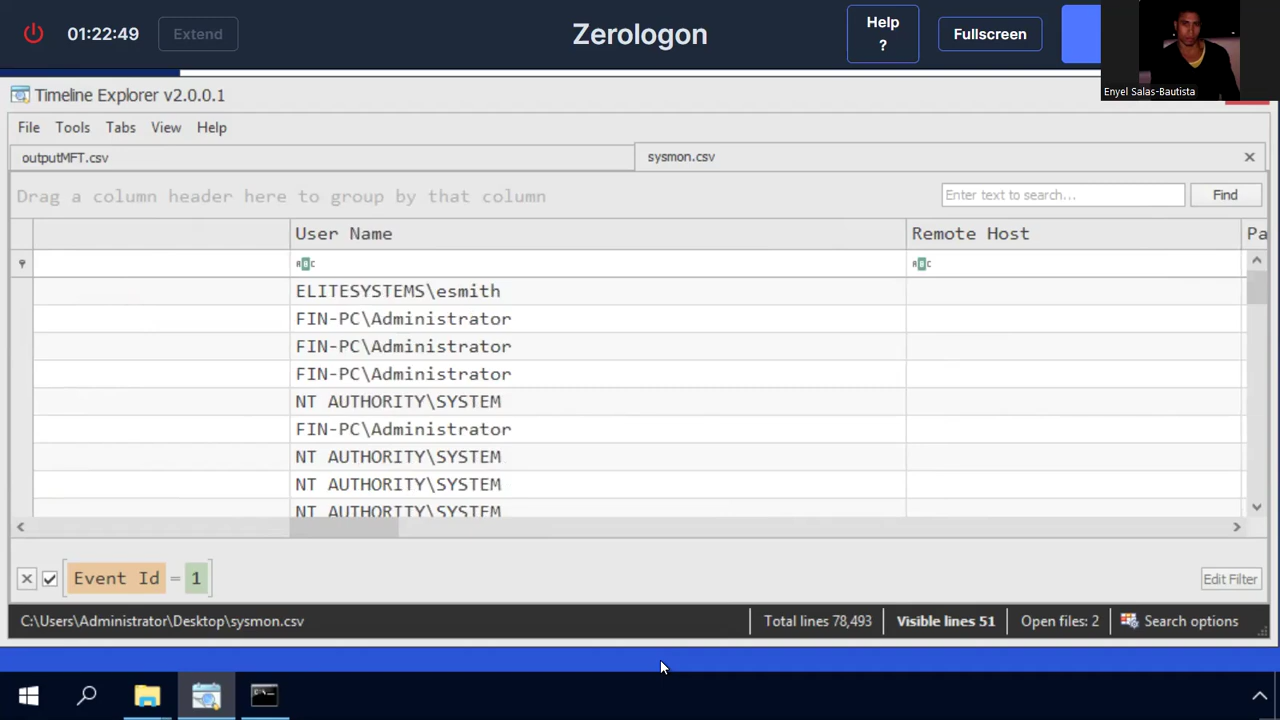 01:22:49
Extend
Zerologon
Help
?
Fullscreen
Enyel Salas-Bautista
Timeline Explorer v2.0.0.1
File Tools Tabs View Help
outputMFT.csv
sysmon.csv
Drag a column header here to group by that column
Enter text to search...
Find
User Name
Remote Host
Pa
ELITESYSTEMS\esmith
FIN-PC\Administrator
FIN-PC\Administrator
FIN-PC\Administrator
NT AUTHORITY\SYSTEM
FIN-PC\Administrator
NT AUTHORITY\SYSTEM
NT AUTHORITY\SYSTEM
NT AUTHORITY\SYSTEM
Event Id = 1
Edit Filter
C:\Users\Administrator\Desktop\sysmon.csv
Total lines 78,493
Visible lines 51
Open files: 2
Search options